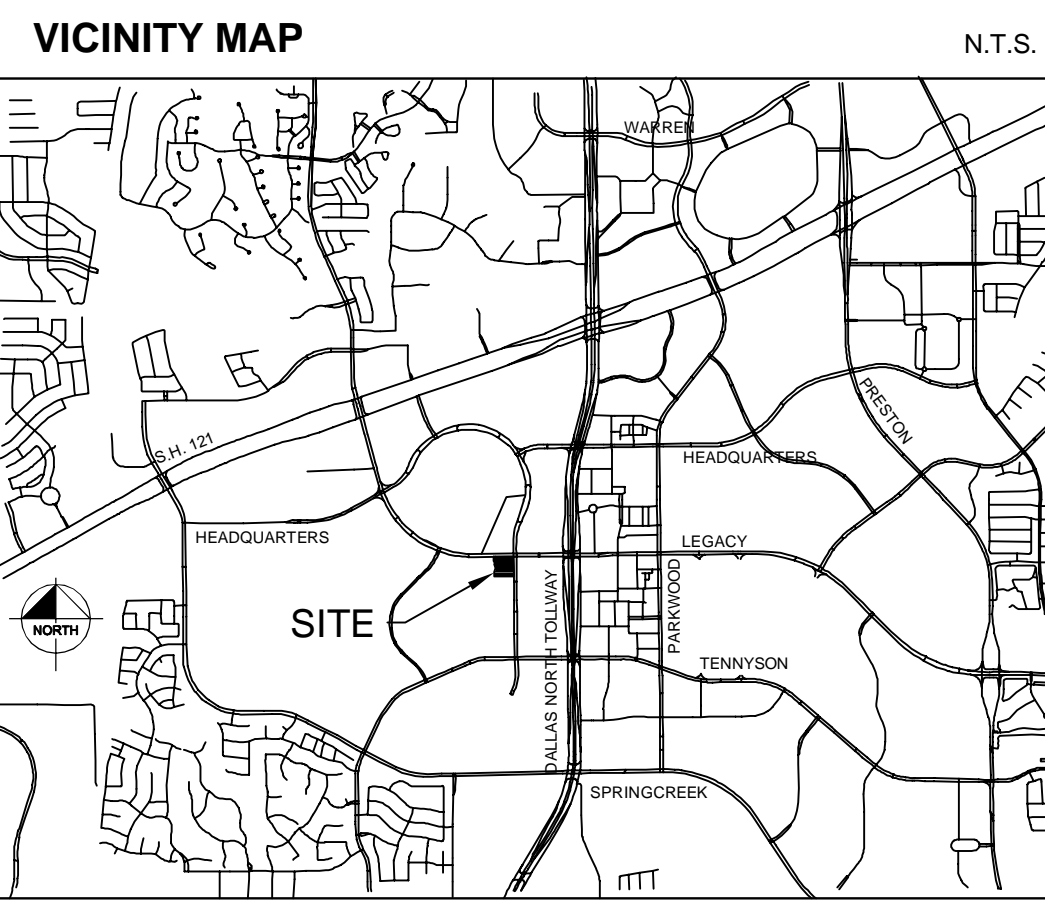 VICINITY MAP
N.T.S.
WARREN
PRESTON
S.H. 121
HEADQUARTERS
HEADQUARTERS
LEGACY
SITE
NORTH
DALLAS NORTH TOLLWAY
PARKWOOD
TENNYSON
SPRINGCREEK